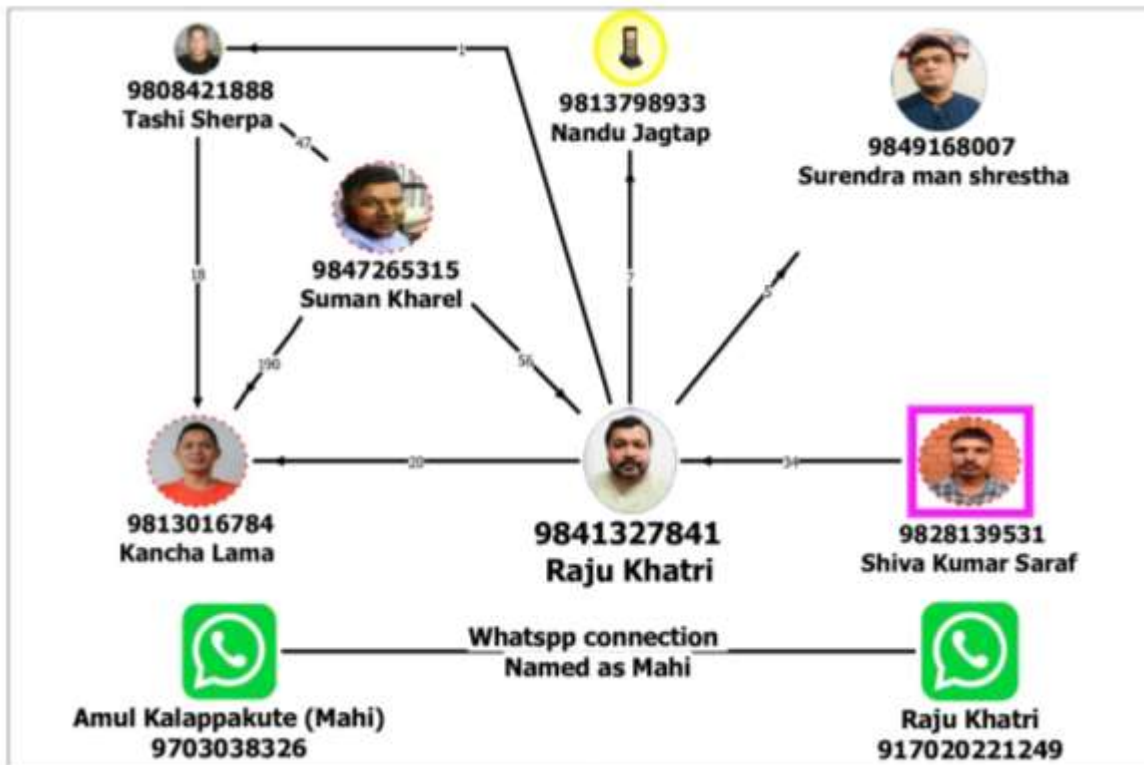 1
9808421888
Tashi Sherpa
9813798933
Nandu Jagtap
9849168007
Surendra man shrestha
47
9847265315
Suman Kharel
18
7
5
190
56
20
34
9813016784
Kancha Lama
9841327841
Raju Khatri
9828139531
Shiva Kumar Saraf
Whatspp connection
Named as Mahi
Amul Kalappakute (Mahi)
9703038326
Raju Khatri
917020221249